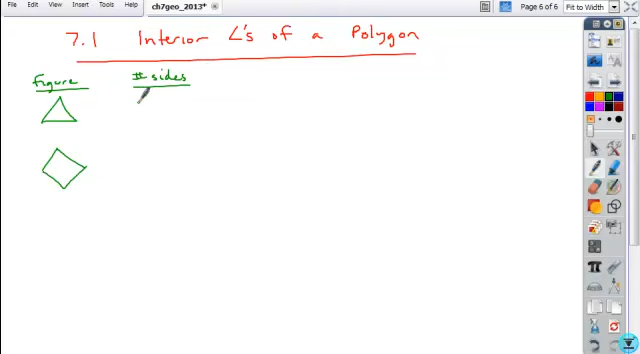 File Edit View Insert Tools Help
ch7geo_2013*
Page 6 of 6
Fit to Width
7.1 Interior ∠'s of a Polygon
figure # sides